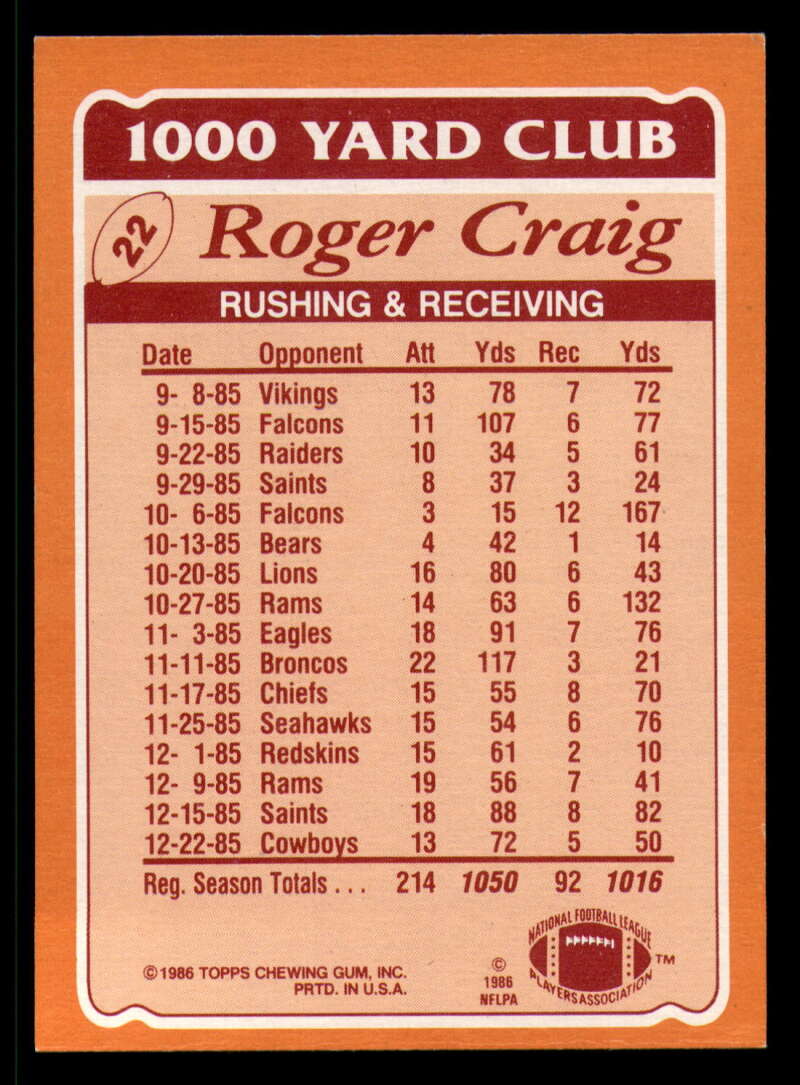 1000 YARD CLUB
22
Roger Craig
RUSHING & RECEIVING
Date Opponent Att Yds Rec Yds
9- 8-85 Vikings 13 78 7 72
9-15-85 Falcons 11 107 6 77
9-22-85 Raiders 10 34 5 61
9-29-85 Saints 8 37 3 24
10- 6-85 Falcons 3 15 12 167
10-13-85 Bears 4 42 1 14
10-20-85 Lions 16 80 6 43
10-27-85 Rams 14 63 6 132
11- 3-85 Eagles 18 91 7 76
11-11-85 Broncos 22 117 3 21
11-17-85 Chiefs 15 55 8 70
11-25-85 Seahawks 15 54 6 76
12- 1-85 Redskins 15 61 2 10
12- 9-85 Rams 19 56 7 41
12-15-85 Saints 18 88 8 82
12-22-85 Cowboys 13 72 5 50
Reg. Season Totals . . . 214 1050 92 1016
©1986 TOPPS CHEWING GUM, INC.
PRTD. IN U.S.A.
©
1986
NFLPA
NATIONAL FOOTBALL LEAGUE
PLAYERS ASSOCIATION
™